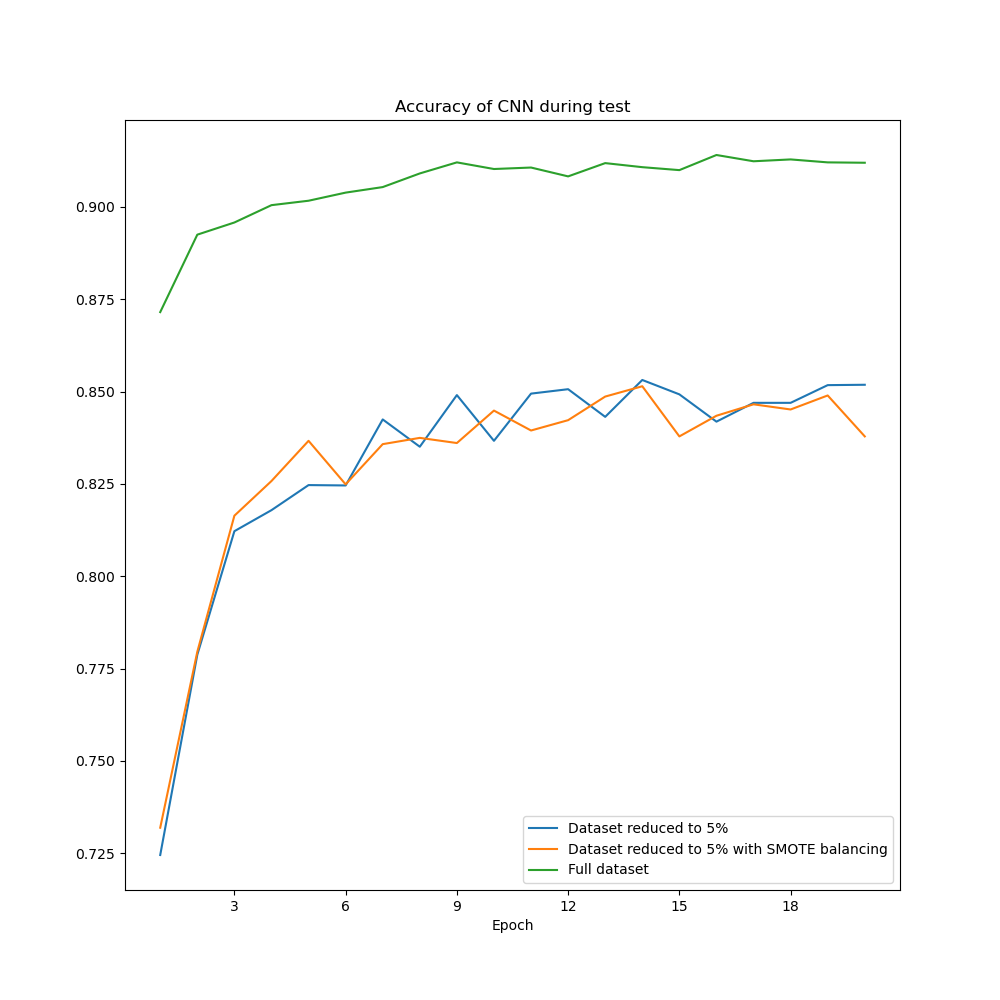 Accuracy of CNN during test
0.900
0.875
0.850
0.825
0.800
0.775
0.750
0.725
Dataset reduced to 5%
Dataset reduced to 5% with SMOTE balancing
Full dataset
3 6 9 12 15 18
Epoch